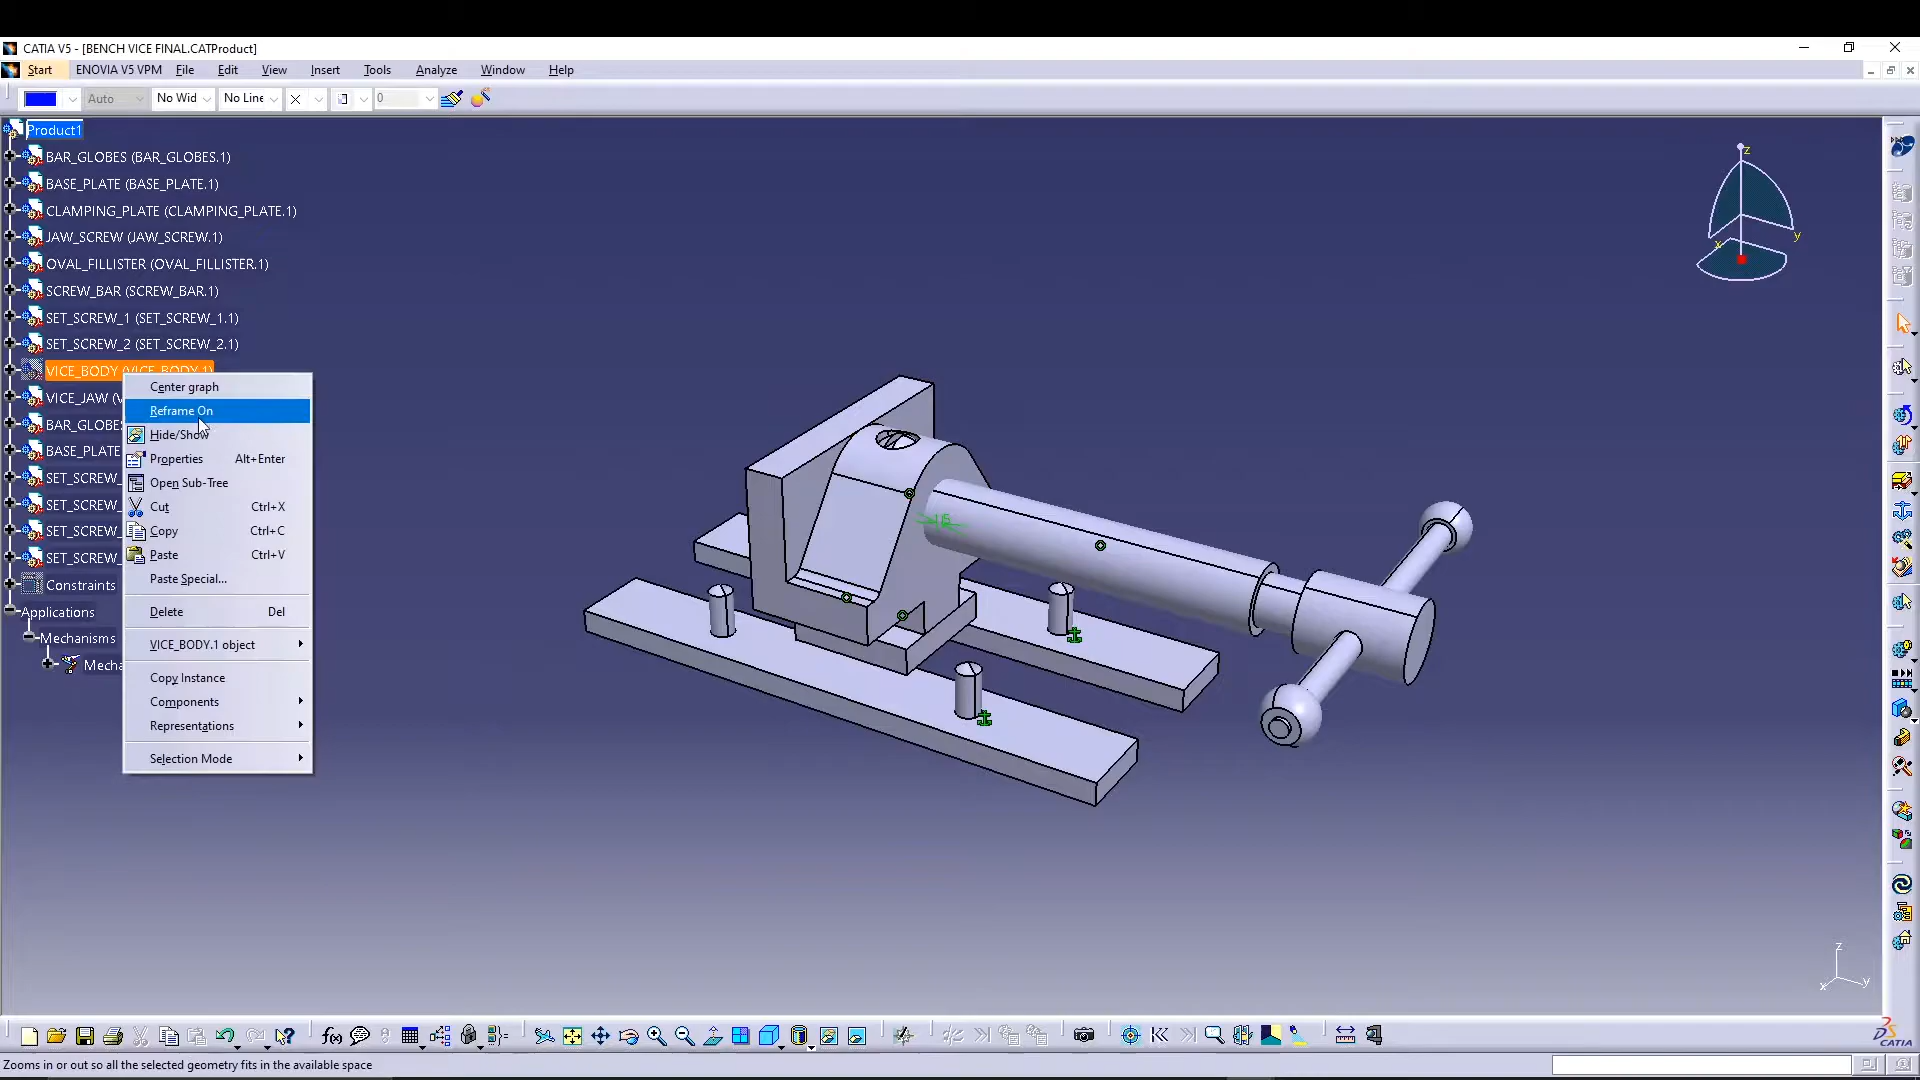 CATIA V5 - [BENCH VICE FINAL.CATProduct]
Start ENOVIA V5 VPM File Edit View Insert Tools Analyze Window Help
Auto No Wid No Line 0
Product1
BAR_GLOBES (BAR_GLOBES.1)
BASE_PLATE (BASE_PLATE.1)
CLAMPING_PLATE (CLAMPING_PLATE.1)
JAW_SCREW (JAW_SCREW.1)
OVAL_FILLISTER (OVAL_FILLISTER.1)
SCREW_BAR (SCREW_BAR.1)
SET_SCREW_1 (SET_SCREW_1.1)
SET_SCREW_2 (SET_SCREW_2.1)
VICE_BODY (VICE_BODY.1)
VICE_JAW (V
BAR_GLOBES
BASE_PLATE
SET_SCREW_
SET_SCREW_
SET_SCREW_
SET_SCREW_
Constraints
Applications
Mechanisms
Mecha
Center graph
Reframe On
Hide/Show
Properties Alt+Enter
Open Sub-Tree
Cut Ctrl+X
Copy Ctrl+C
Paste Ctrl+V
Paste Special...
Delete Del
VICE_BODY.1 object
Copy Instance
Components
Representations
Selection Mode
z
y
x
z
x
y
f(x)
CATIA
Zooms in or out so all the selected geometry fits in the available space